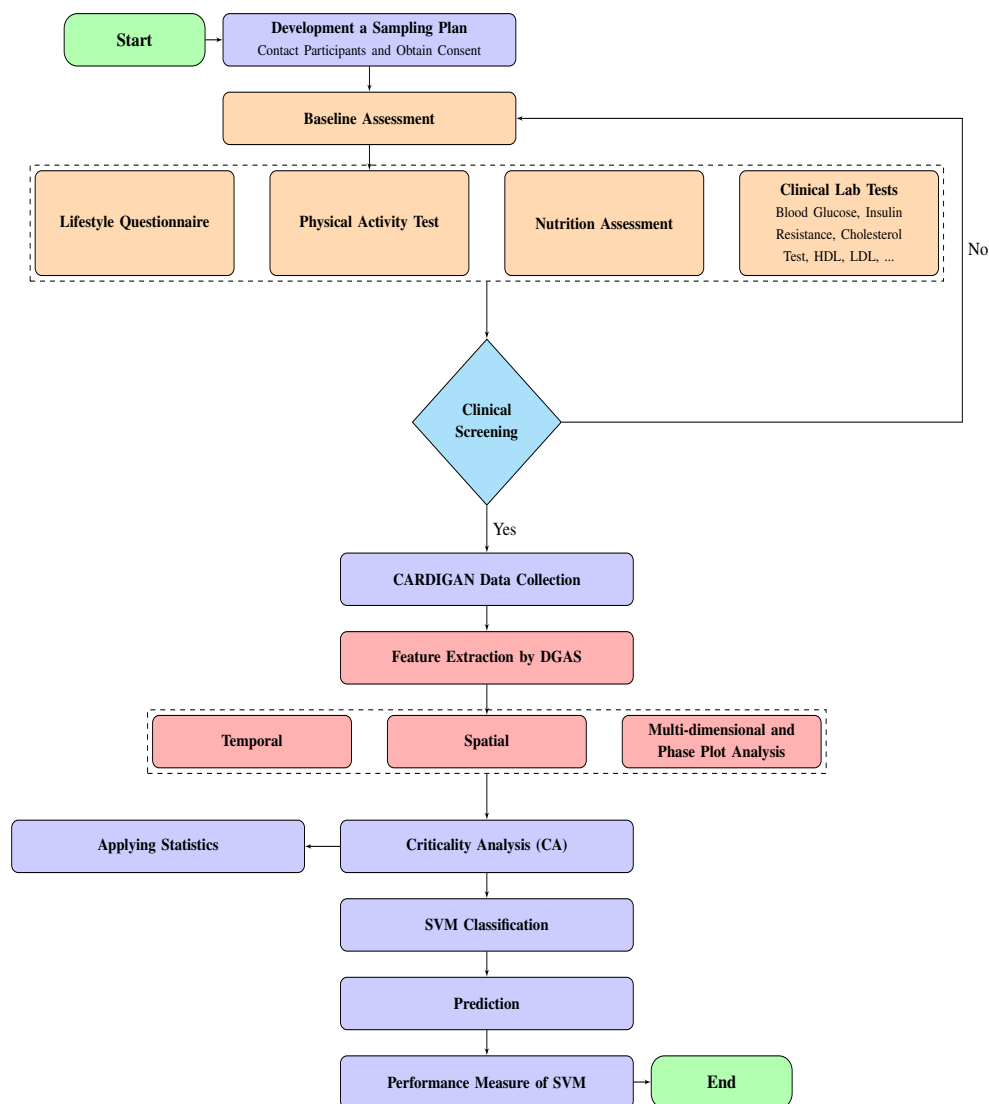 Start
Development a Sampling Plan
Contact Participants and Obtain Consent
Baseline Assessment
Lifestyle Questionnaire
Physical Activity Test
Nutrition Assessment
Clinical Lab Tests
Blood Glucose, Insulin
Resistance, Cholesterol
Test, HDL, LDL, ...
No
Clinical
Screening
Yes
CARDIGAN Data Collection
Feature Extraction by DGAS
Temporal
Spatial
Multi-dimensional and
Phase Plot Analysis
Applying Statistics
Criticality Analysis (CA)
SVM Classification
Prediction
Performance Measure of SVM
End